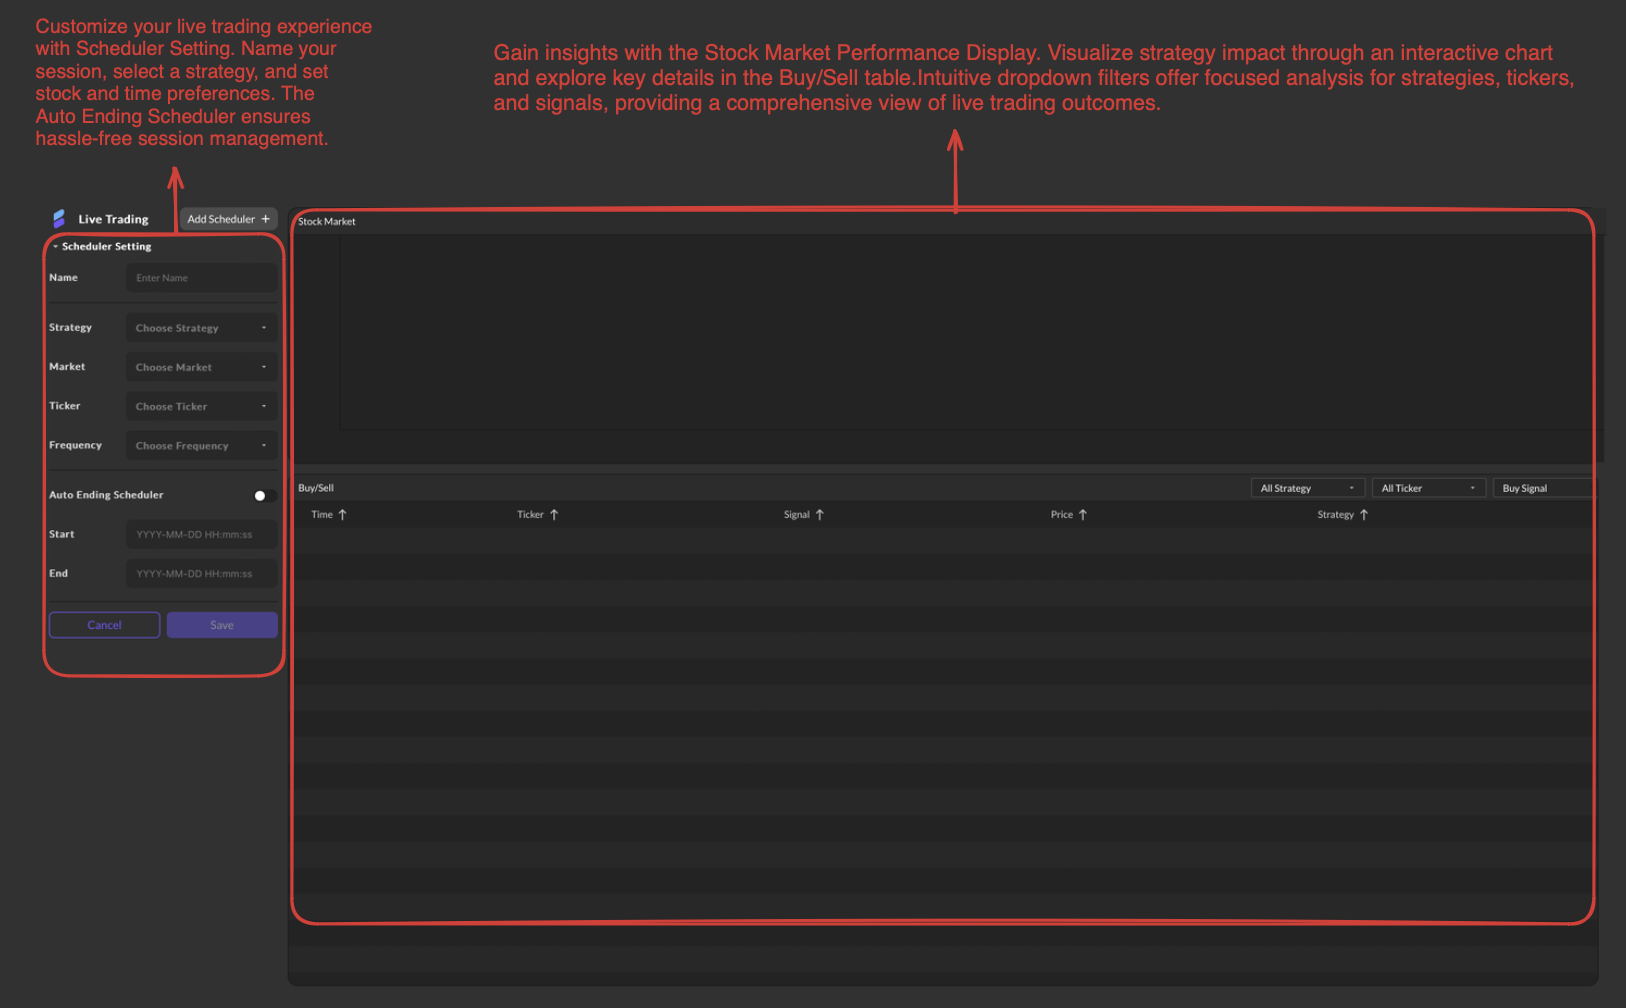 Customize your live trading experience
with Scheduler Setting. Name your
session, select a strategy, and set
stock and time preferences. The
Auto Ending Scheduler ensures
hassle-free session management.
Gain insights with the Stock Market Performance Display. Visualize strategy impact through an interactive chart
and explore key details in the Buy/Sell table.Intuitive dropdown filters offer focused analysis for strategies, tickers,
and signals, providing a comprehensive view of live trading outcomes.
Live Trading
Add Scheduler +
Scheduler Setting
Name Enter Name
Strategy Choose Strategy
Market Choose Market
Ticker Choose Ticker
Frequency Choose Frequency
Auto Ending Scheduler
Start YYYY-MM-DD HH:mm:ss
End YYYY-MM-DD HH:mm:ss
Cancel Save
Stock Market
Buy/Sell All Strategy All Ticker Buy Signal
Time ↑ Ticker ↑ Signal ↑ Price ↑ Strategy ↑